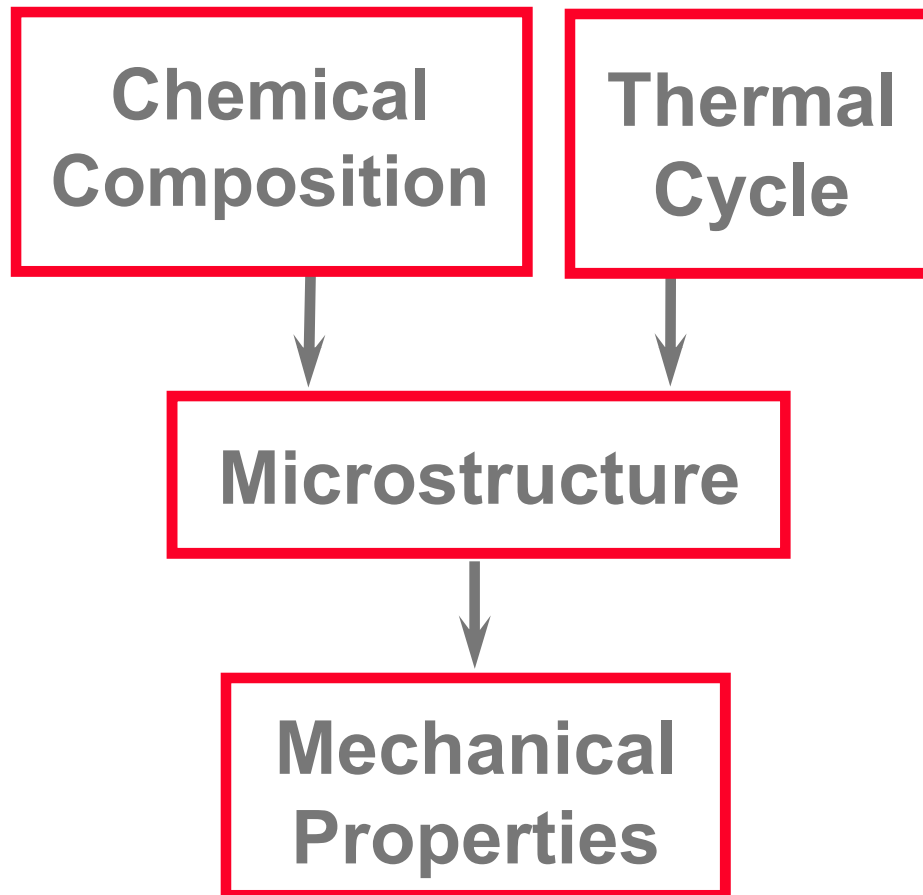 Chemical
Composition
Thermal
Cycle
Microstructure
Mechanical
Properties